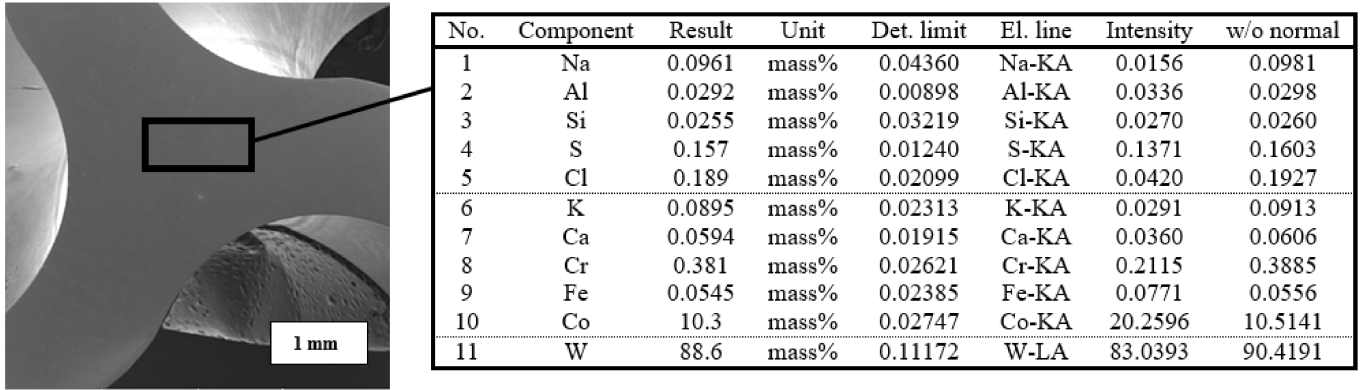 No. Component Result Unit Det. limit El. line Intensity w/o normal
1 Na 0.0961 mass% 0.04360 Na-KA 0.0156 0.0981
2 Al 0.0292 mass% 0.00898 Al-KA 0.0336 0.0298
3 Si 0.0255 mass% 0.03219 Si-KA 0.0270 0.0260
4 S 0.157 mass% 0.01240 S-KA 0.1371 0.1603
5 Cl 0.189 mass% 0.02099 Cl-KA 0.0420 0.1927
6 K 0.0895 mass% 0.02313 K-KA 0.0291 0.0913
7 Ca 0.0594 mass% 0.01915 Ca-KA 0.0360 0.0606
8 Cr 0.381 mass% 0.02621 Cr-KA 0.2115 0.3885
9 Fe 0.0545 mass% 0.02385 Fe-KA 0.0771 0.0556
10 Co 10.3 mass% 0.02747 Co-KA 20.2596 10.5141
11 W 88.6 mass% 0.11172 W-LA 83.0393 90.4191
1 mm